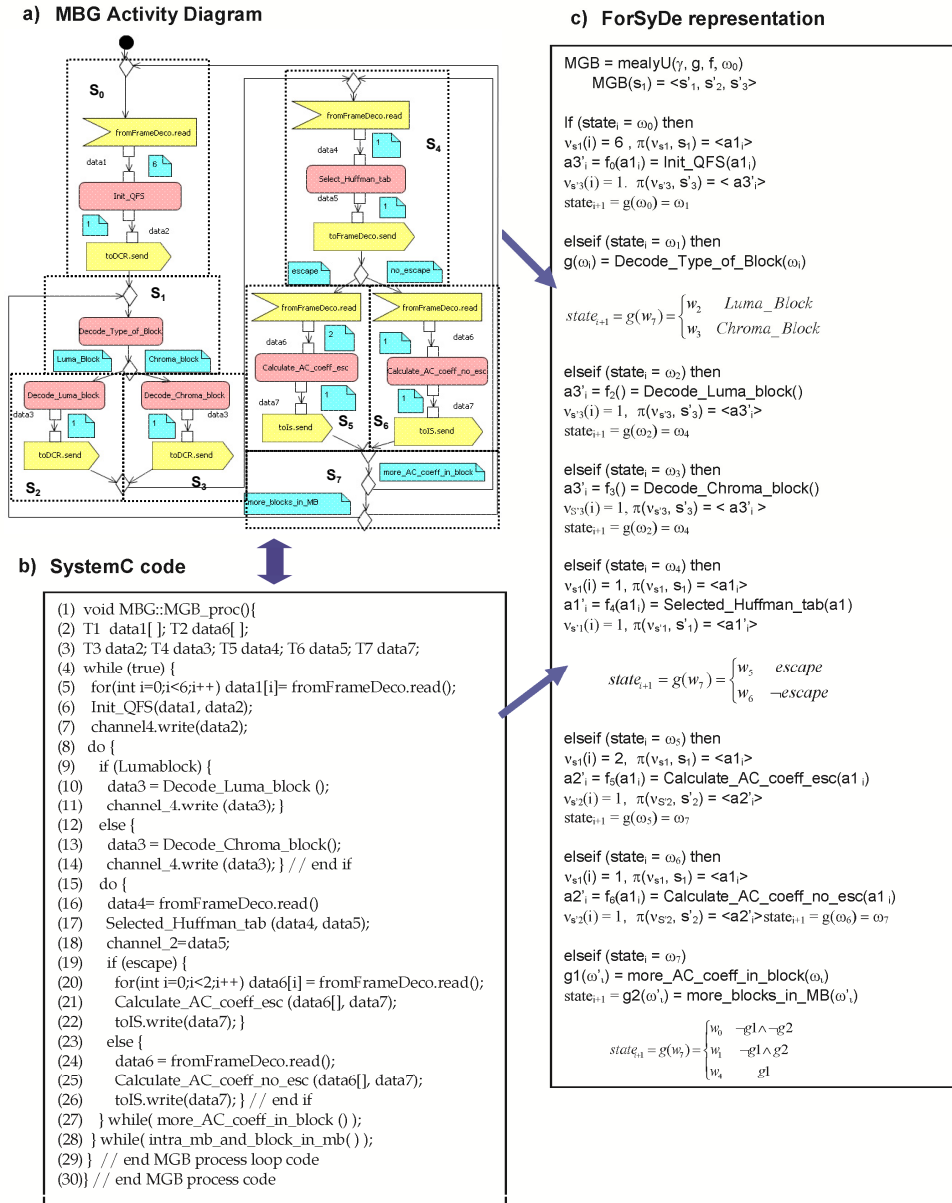 a) MBG Activity Diagram
S0
fromFrameDeco.read
data1
6
Init_QFS
1
data2
toDCR.send
S1
Decode_Type_of_Block
Luma_Block
Chroma_block
Decode_Luma_block
Decode_Chroma_block
data3
1
data3
1
toDCR.send
toDCR.send
S2
S3
S4
fromFrameDeco.read
data4
1
Select_Huffman_tab
data5
1
toFrameDeco.send
escape
no_escape
fromFrameDeco.read
fromFrameDeco.read
data6
2
data6
1
Calculate_AC_coeff_esc
Calculate_AC_coeff_no_esc
data7
1
data7
1
S5
S6
toIs.send
toIS.send
S7
more_AC_coeff_in_block
more_blocks_in_MB
b) SystemC code
(1) void MBG::MGB_proc(){
(2) T1 data1[ ]; T2 data6[ ];
(3) T3 data2; T4 data3; T5 data4; T6 data5; T7 data7;
(4) while (true) {
(5) for(int i=0;i<6;i++) data1[i]= fromFrameDeco.read();
(6) Init_QFS(data1, data2);
(7) channel4.write(data2);
(8) do {
(9) if (Lumablock) {
(10) data3 = Decode_Luma_block ();
(11) channel_4.write (data3); }
(12) else {
(13) data3 = Decode_Chroma_block();
(14) channel_4.write (data3); } // end if
(15) do {
(16) data4= fromFrameDeco.read()
(17) Selected_Huffman_tab (data4, data5);
(18) channel_2=data5;
(19) if (escape) {
(20) for(int i=0;i<2;i++) data6[i] = fromFrameDeco.read();
(21) Calculate_AC_coeff_esc (data6[], data7);
(22) toIS.write(data7); }
(23) else {
(24) data6 = fromFrameDeco.read();
(25) Calculate_AC_coeff_no_esc (data6[], data7);
(26) toIS.write(data7); } // end if
(27) } while( more_AC_coeff_in_block () );
(28) } while( intra_mb_and_block_in_mb( ) );
(29) } // end MGB process loop code
(30)} // end MGB process code
c) ForSyDe representation
MGB = mealyU(γ, g, f, ω0)
MGB(s1) = <s'1, s'2, s'3>
If (statei = ω0) then
νs1(i) = 6 , π(νs1, s1) = <a1i>
a3'i = f0(a1i) = Init_QFS(a1i)
νs'3(i) = 1. π(νs'3, s'3) = < a3'i>
statei+1 = g(ω0) = ω1
elseif (statei = ω1) then
g(ωi) = Decode_Type_of_Block(ωi)
statei+1 = g(w7) = { w2 Luma_Block
w3 Chroma_Block
elseif (statei = ω2) then
a3'i = f2() = Decode_Luma_block()
νs'3(i) = 1, π(νs'3, s'3) = <a3'i>
statei+1 = g(ω2) = ω4
elseif (statei = ω3) then
a3'i = f3() = Decode_Chroma_block()
νS'3(i) = 1, π(νs'3, s'3) = < a3'i >
statei+1 = g(ω2) = ω4
elseif (statei = ω4) then
νs1(i) = 1, π(νs1, s1) = <a1i>
a1'i = f4(a1i) = Selected_Huffman_tab(a1)
νs'1(i) = 1, π(νs'1, s'1) = <a1'i>
statei+1 = g(w7) = { w5 escape
w6 ¬escape
elseif (statei = ω5) then
νs1(i) = 2, π(νs1, s1) = <a1i>
a2'i = f5(a1i) = Calculate_AC_coeff_esc(a1i)
νs'2(i) = 1, π(νS'2, s'2) = <a2'i>
statei+1 = g(ω5) = ω7
elseif (statei = ω6) then
νs1(i) = 1, π(νs1, s1) = <a1i>
a2'i = f6(a1i) = Calculate_AC_coeff_no_esc(a1i)
νs'2(i) = 1, π(νS'2, s'2) = <a2'i>statei+1 = g(ω6) = ω7
elseif (statei = ω7)
g1(ω'ι) = more_AC_coeff_in_block(ωι)
statei+1 = g2(ω'ι) = more_blocks_in_MB(ω'ι)
statei+1 = g(w7) = { w0 ¬g1∧¬g2
w1 ¬g1∧g2
w4 g1